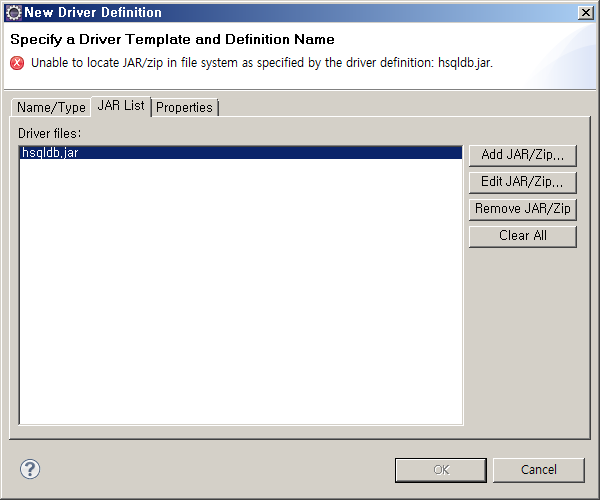 New Driver Definition
Specify a Driver Template and Definition Name
Unable to locate JAR/zip in file system as specified by the driver definition: hsqldb.jar.
Name/Type JAR List Properties
Driver files:
hsqldb.jar
Add JAR/Zip...
Edit JAR/Zip...
Remove JAR/Zip
Clear All
?
OK Cancel